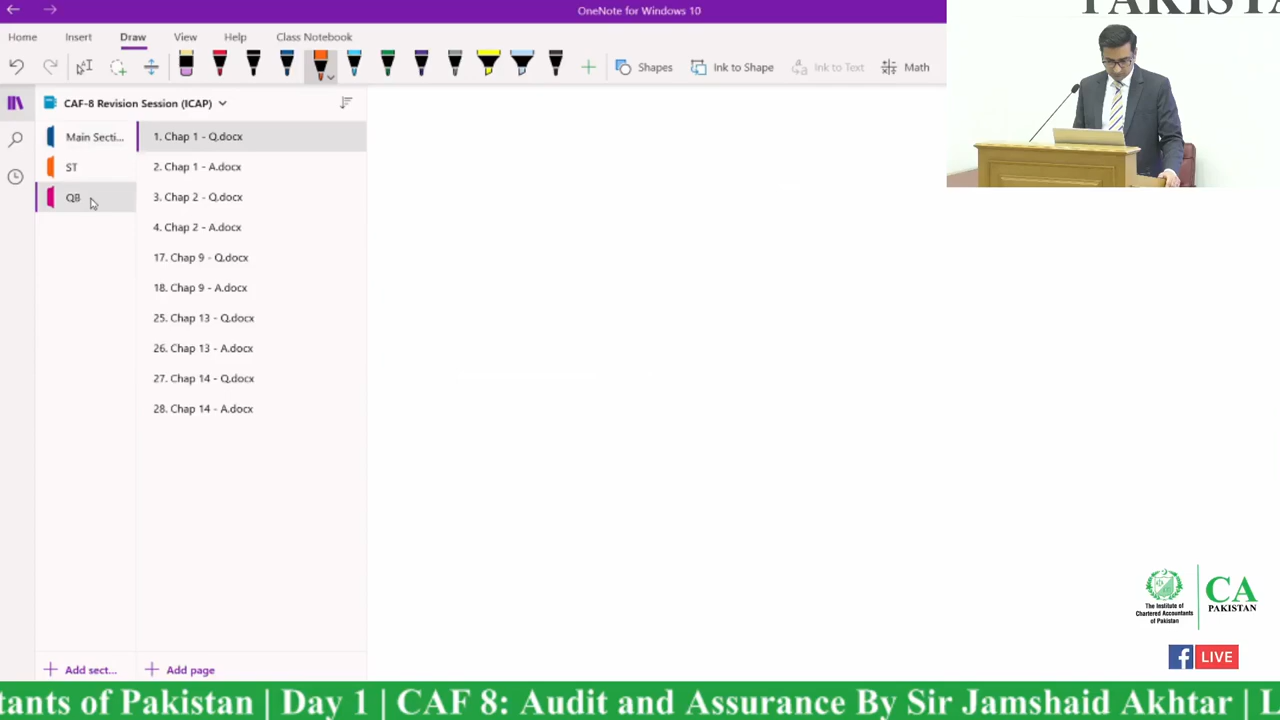 OneNote for Windows 10
PAKISTA
Home Insert Draw View Help Class Notebook
Shapes Ink to Shape Ink to Text Math
CAF-8 Revision Session (ICAP)
Main Secti...
ST
QB
1. Chap 1 - Q.docx
2. Chap 1 - A.docx
3. Chap 2 - Q.docx
4. Chap 2 - A.docx
17. Chap 9 - Q.docx
18. Chap 9 - A.docx
25. Chap 13 - Q.docx
26. Chap 13 - A.docx
27. Chap 14 - Q.docx
28. Chap 14 - A.docx
The Institute of
Chartered Accountants
of Pakistan
CA
PAKISTAN
LIVE
Add sect... Add page
tants of Pakistan | Day 1 | CAF 8: Audit and Assurance By Sir Jamshaid Akhtar | L